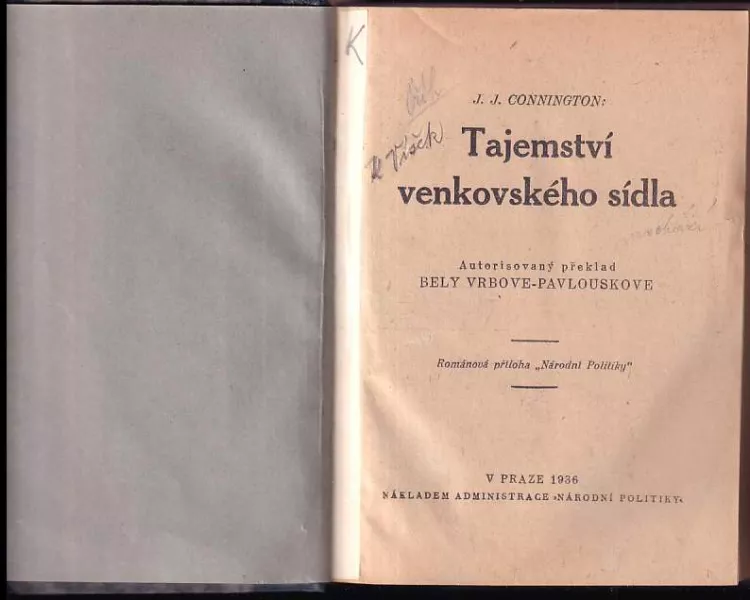 K
J. J. CONNINGTON:
Víšek
Tajemství
venkovského sídla
Autorisovaný překlad
BELY VRBOVE-PAVLOUSKOVE
Románová příloha „Národní Politiky"
V PRAZE 1936
NÁKLADEM ADMINISTRACE »NÁRODNÍ POLITIKY«